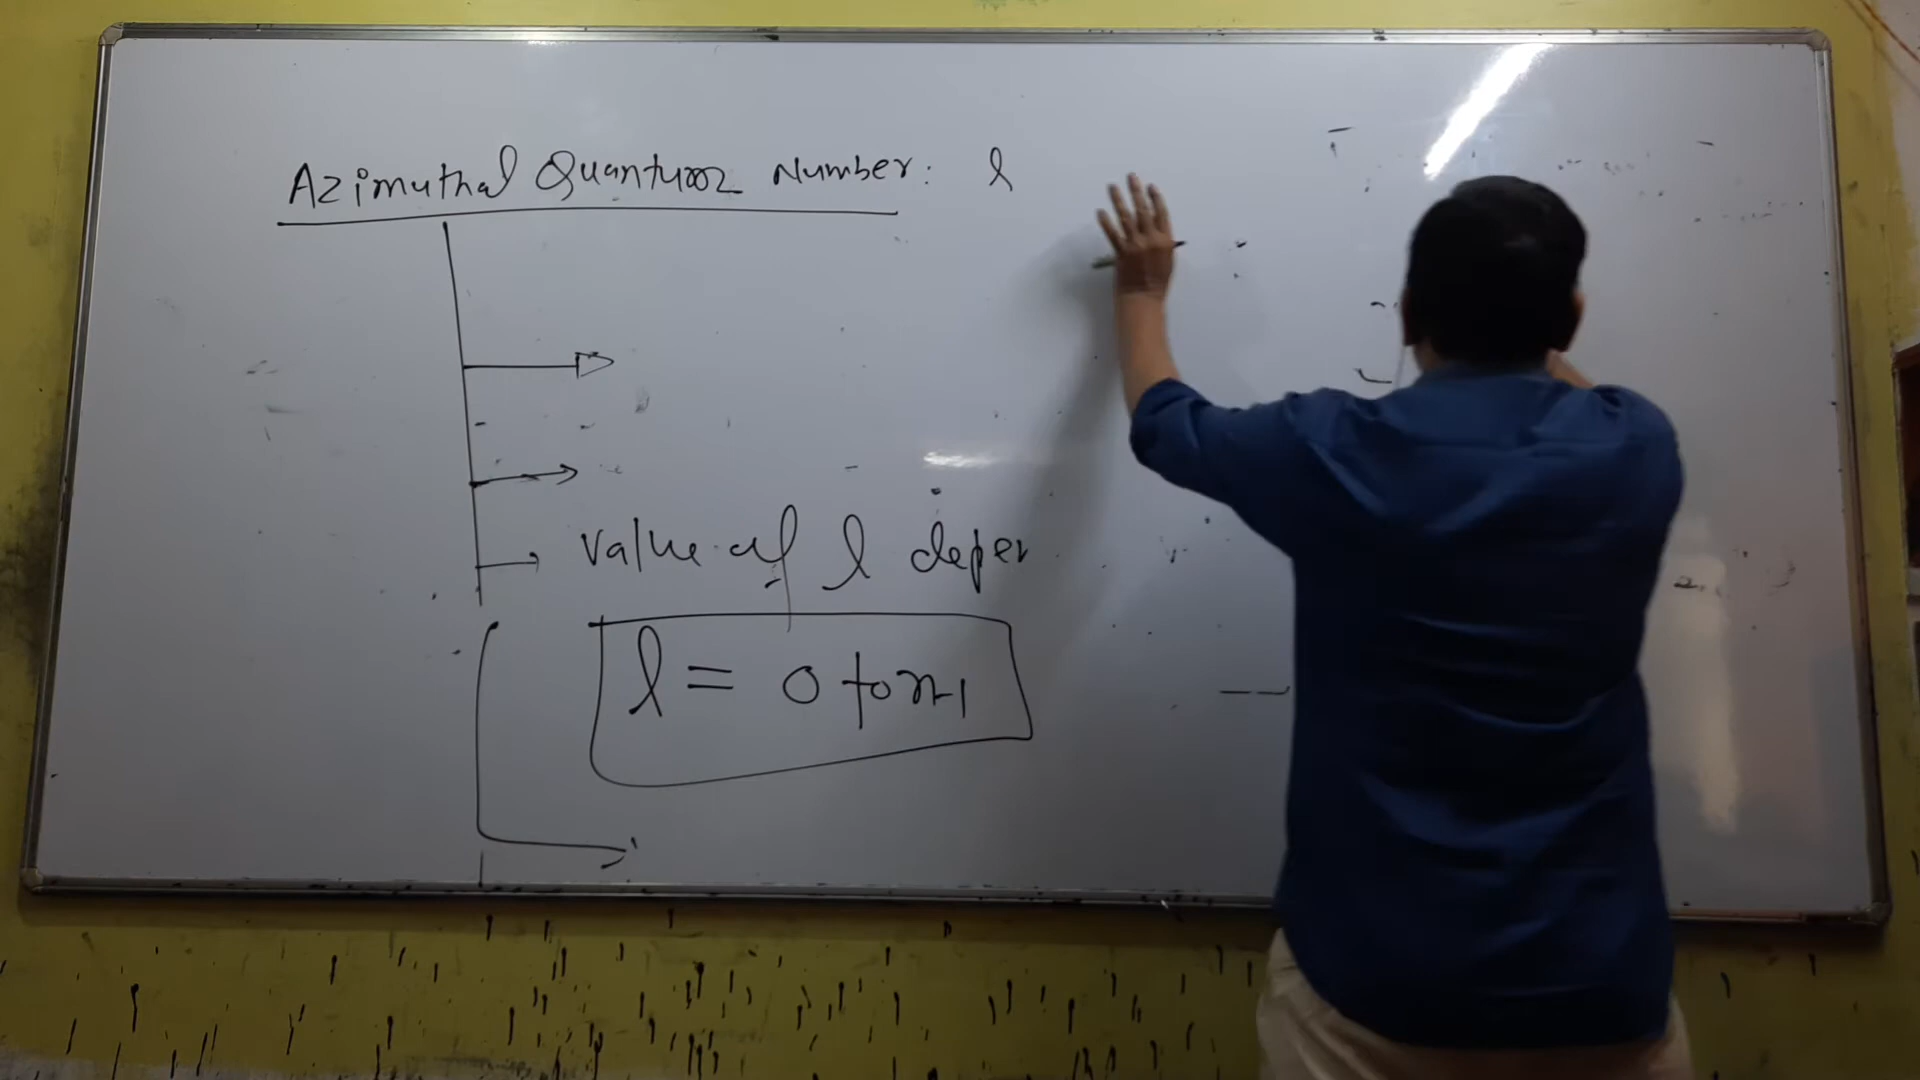 Azimuthal Quantum Number: l
value of l depen
l = 0 to n-1